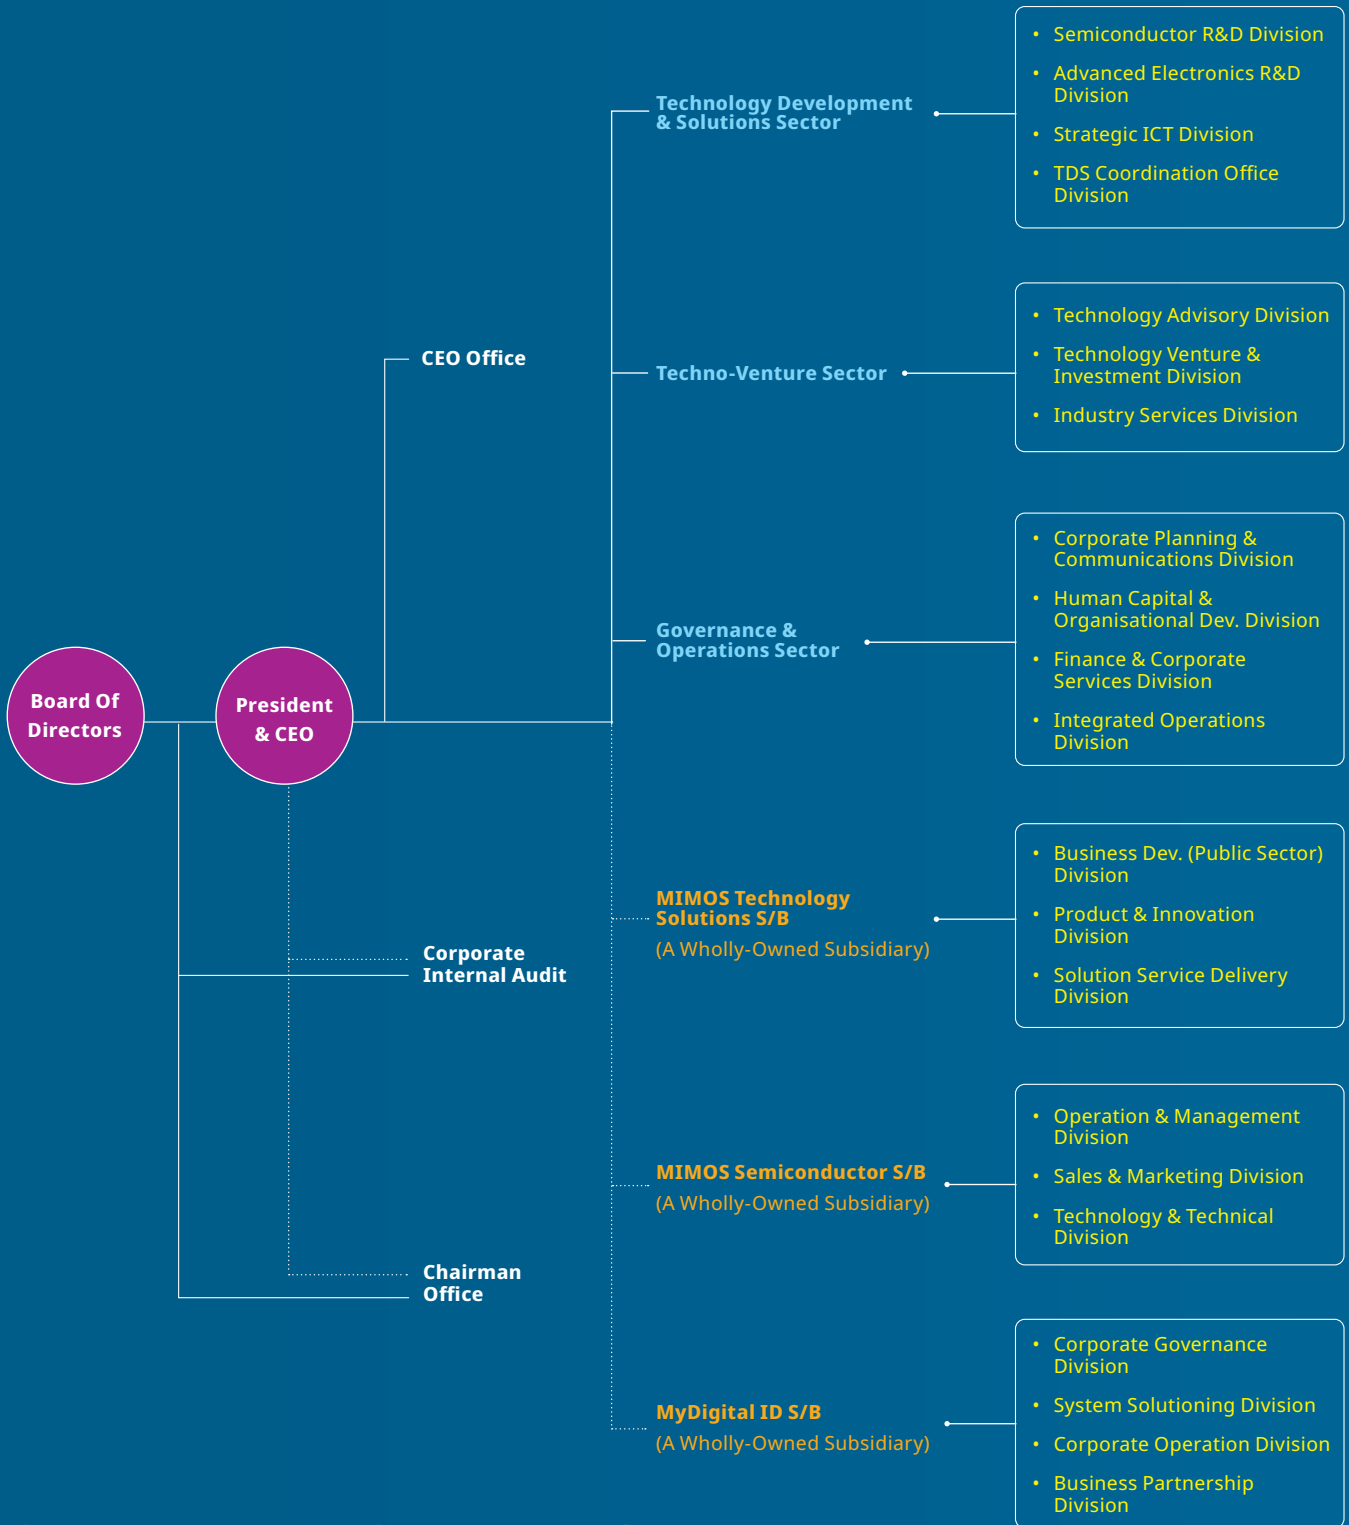 Board Of
Directors
President
& CEO
CEO Office
Corporate
Internal Audit
Chairman
Office
Technology Development
& Solutions Sector
• Semiconductor R&D Division
• Advanced Electronics R&D
Division
• Strategic ICT Division
• TDS Coordination Office
Division
Techno-Venture Sector
• Technology Advisory Division
• Technology Venture &
Investment Division
• Industry Services Division
Governance &
Operations Sector
• Corporate Planning &
Communications Division
• Human Capital &
Organisational Dev. Division
• Finance & Corporate
Services Division
• Integrated Operations
Division
MIMOS Technology
Solutions S/B
(A Wholly-Owned Subsidiary)
• Business Dev. (Public Sector)
Division
• Product & Innovation
Division
• Solution Service Delivery
Division
MIMOS Semiconductor S/B
(A Wholly-Owned Subsidiary)
• Operation & Management
Division
• Sales & Marketing Division
• Technology & Technical
Division
MyDigital ID S/B
(A Wholly-Owned Subsidiary)
• Corporate Governance
Division
• System Solutioning Division
• Corporate Operation Division
• Business Partnership
Division